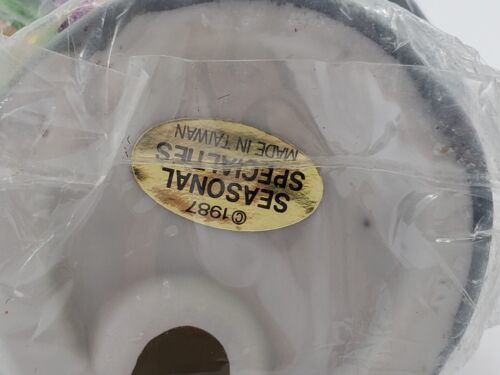 ©1987
SEASONAL
SPECIALTIES
MADE IN TAIWAN